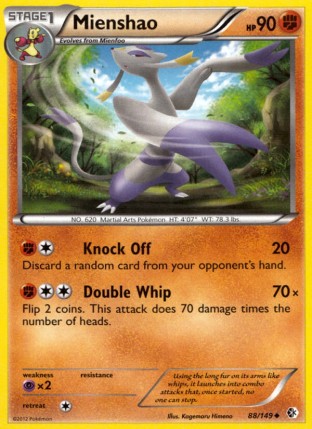 STAGE1
Mienshao
HP90
Evolves from Mienfoo
NO. 620 Martial Arts Pokémon. HT. 4'07". WT. 78.3 lbs.
Knock Off 20
Discard a random card from your opponent's hand.
Double Whip 70×
Flip 2 coins. This attack does 70 damage times
the number of heads.
weakness resistance
×2
Using the long fur on its arms like
whips, it launches into combo
attacks that, once started, no
one can stop.
retreat
©2012 Pokémon
Illus. Kagemaru Himeno
88/149